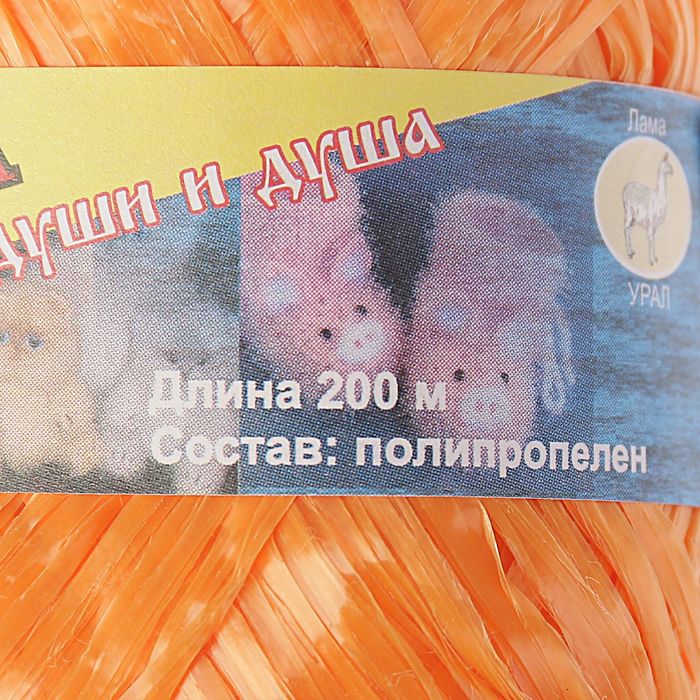 души и душа
Лама
УРАЛ
Длина 200 м
Состав: полипропелен